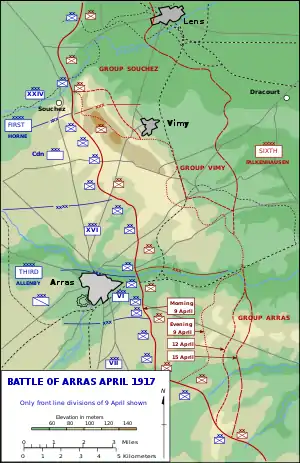 Lens
GROUP SOUCHEZ
XXIV
Dracourt
Souchez
FIRST
HORNE
Vimy
Cdn
SIXTH
FALKENHAUSEN
GROUP VIMY
XXXX
XVI
THIRD
ALLENBY
Arras
VI
Morning
9 April
Evening
9 April
GROUP ARRAS
12 April
15 April
VII
BATTLE OF ARRAS APRIL 1917
Only front line divisions of 9 April shown
Elevation in meters
60 80 100 120 140
0 1 2 3 Miles
0 1 2 3 4 5 Kilometers